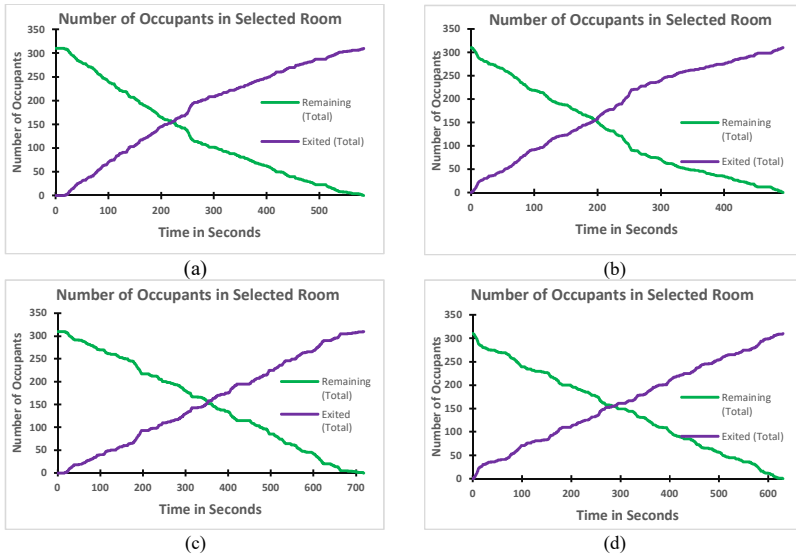 Number of Occupants in Selected Room
350
300
250
200
150
100
50
0
Number of Occupants
Remaining
(Total)
Exited (Total)
0 100 200 300 400 500
Time in Seconds
(a)
Number of Occupants in Selected Room
350
300
250
200
150
100
50
0
Number of Occupants
Remaining
(Total)
Exited (Total)
0 100 200 300 400
Time in Seconds
(b)
Number of Occupants in Selected Room
350
300
250
200
150
100
50
0
Number of Occupants
Remaining
(Total)
Exited
(Total)
0 100 200 300 400 500 600 700
Time in Seconds
(c)
Number of Occupants in Selected Room
350
300
250
200
150
100
50
0
Number of Occupants
Remaining
(Total)
Exited (Total)
0 100 200 300 400 500 600
Time in Seconds
(d)